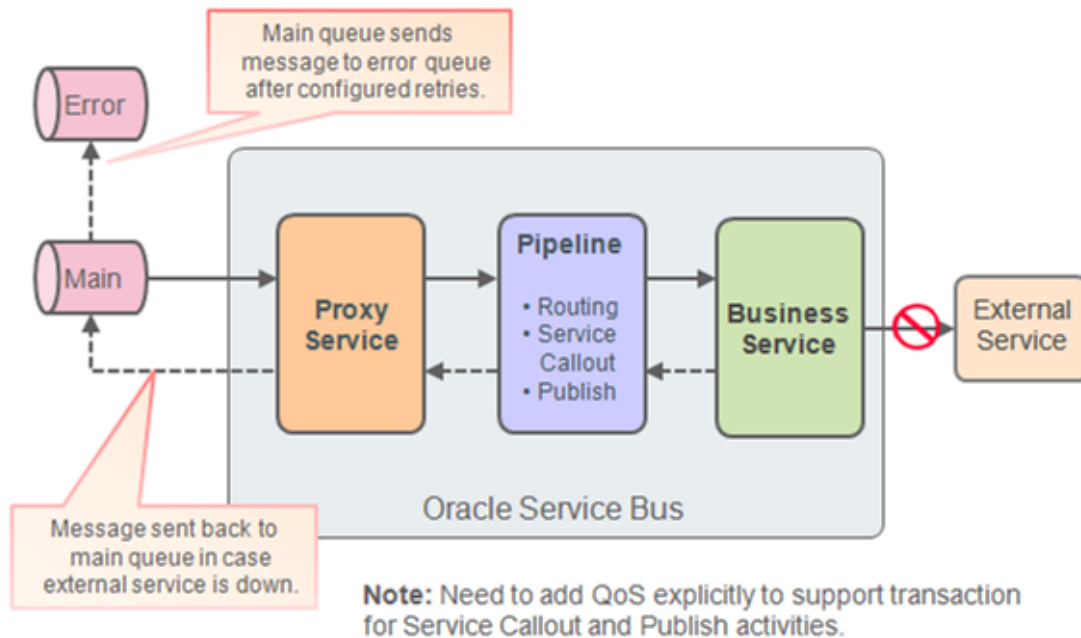 Main queue sends
message to error queue
after configured retries.
Error
Main
Proxy
Service
Pipeline
• Routing
• Service
Callout
• Publish
Business
Service
External
Service
Oracle Service Bus
Message sent back to
main queue in case
external service is down.
Note: Need to add QoS explicitly to support transaction
for Service Callout and Publish activities.